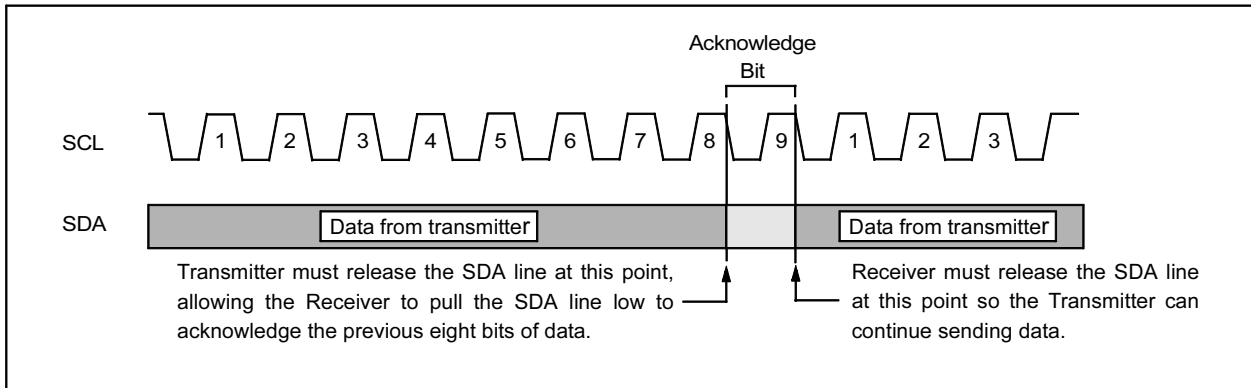 Acknowledge
Bit
SCL
1 2 3 4 5 6 7 8 9 1 2 3
SDA
Data from transmitter
Data from transmitter
Transmitter must release the SDA line at this point,
allowing the Receiver to pull the SDA line low to
acknowledge the previous eight bits of data.
Receiver must release the SDA line
at this point so the Transmitter can
continue sending data.